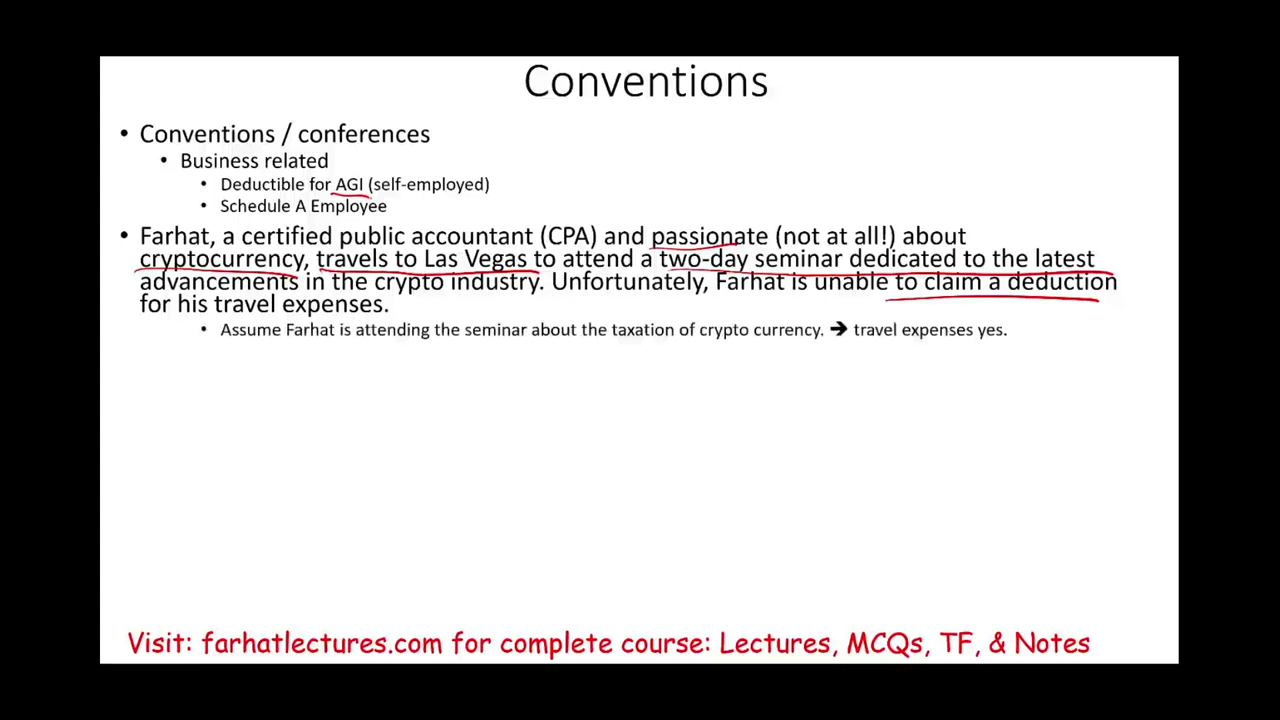 Conventions
• Conventions / conferences
• Business related
• Deductible for AGI (self-employed)
• Schedule A Employee
• Farhat, a certified public accountant (CPA) and passionate (not at all!) about
cryptocurrency, travels to Las Vegas to attend a two-day seminar dedicated to the latest
advancements in the crypto industry. Unfortunately, Farhat is unable to claim a deduction
for his travel expenses.
• Assume Farhat is attending the seminar about the taxation of crypto currency. ➔ travel expenses yes.
Visit: farhatlectures.com for complete course: Lectures, MCQs, TF, & Notes